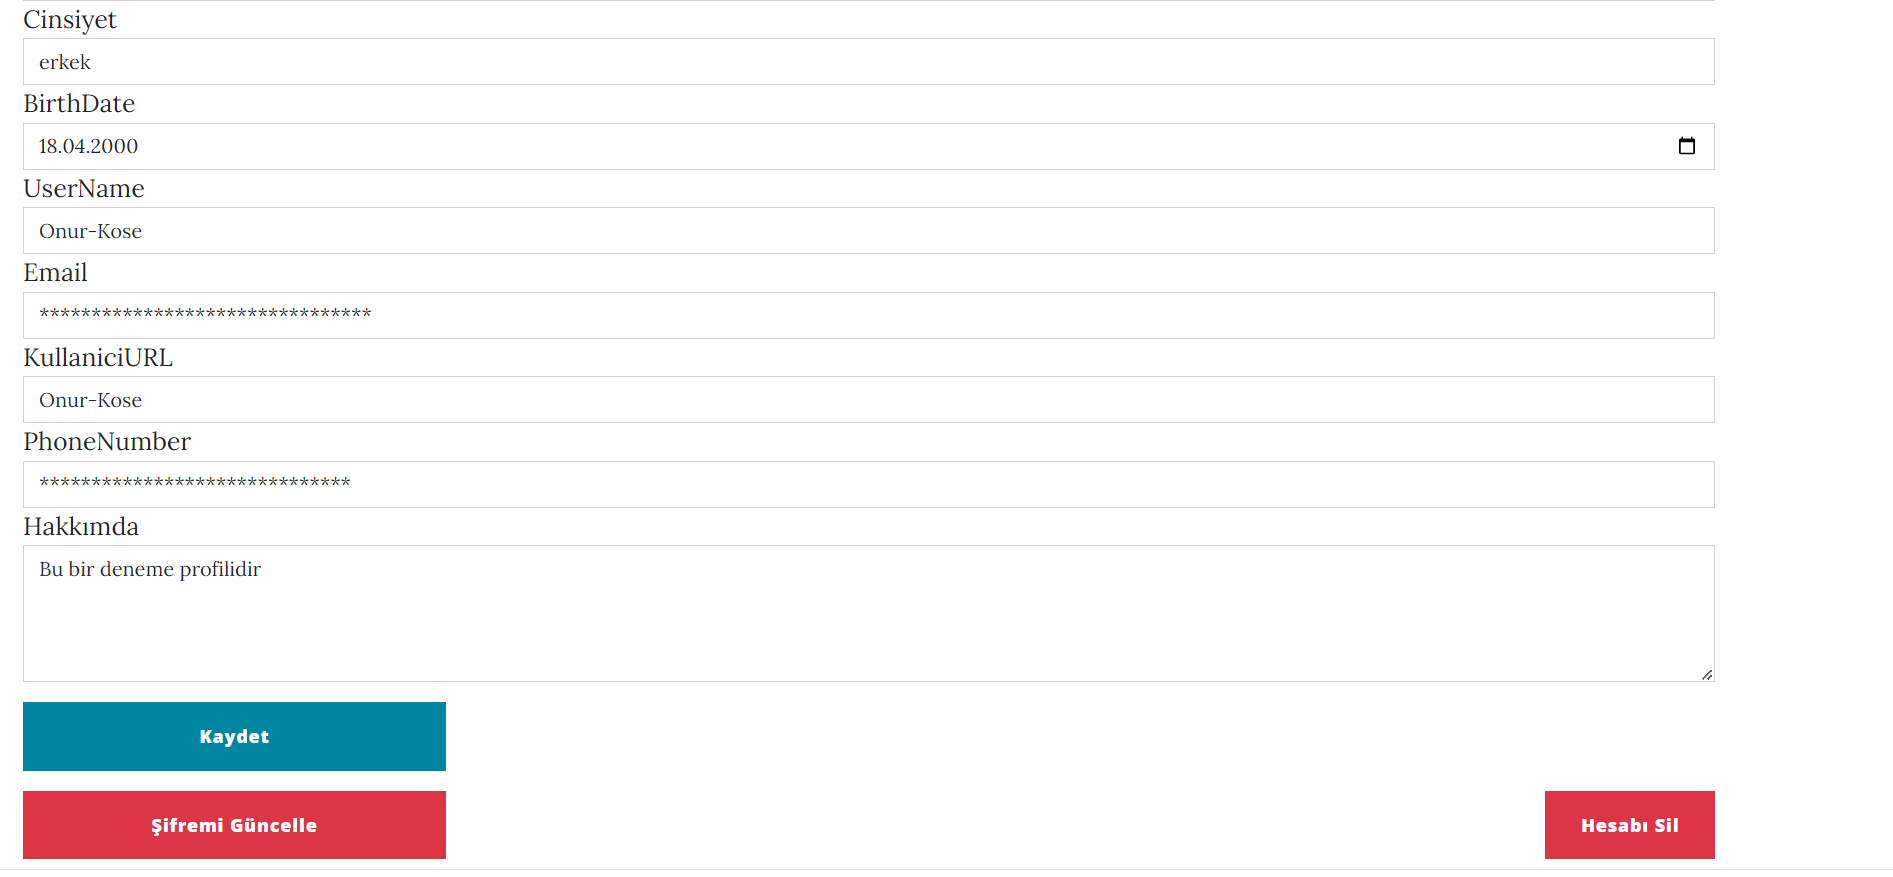 Cinsiyet
erkek
BirthDate
18.04.2000
UserName
Onur-Kose
Email
********************************
KullaniciURL
Onur-Kose
PhoneNumber
******************************
Hakkımda
Bu bir deneme profilidir
Kaydet
Şifremi Güncelle
Hesabı Sil